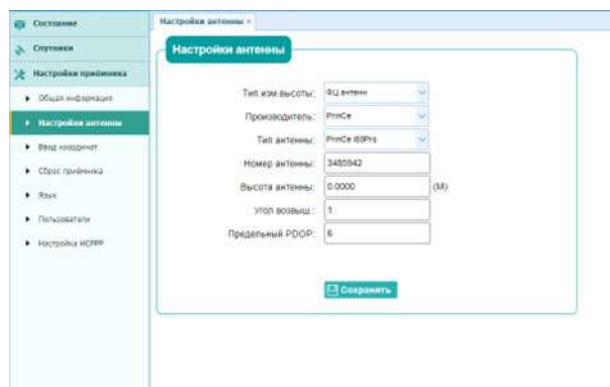 Состояние
Спутники
Настройки приёмника
Общая информация
Настройки антенны
Ввод координат
Сброс приёмника
Язык
Пользователи
Настройка HCPPP
Настройки антенны ×
Настройки антенны
Тип изм высоты: ФЦ антенн
Производитель: PrinCe
Тип антенны: PrinCe i80Pro
Номер антенны: 3485942
Высота антенны: 0.0000 (М)
Угол возвыш.: 1
Предельный PDOP: 6
Сохранить